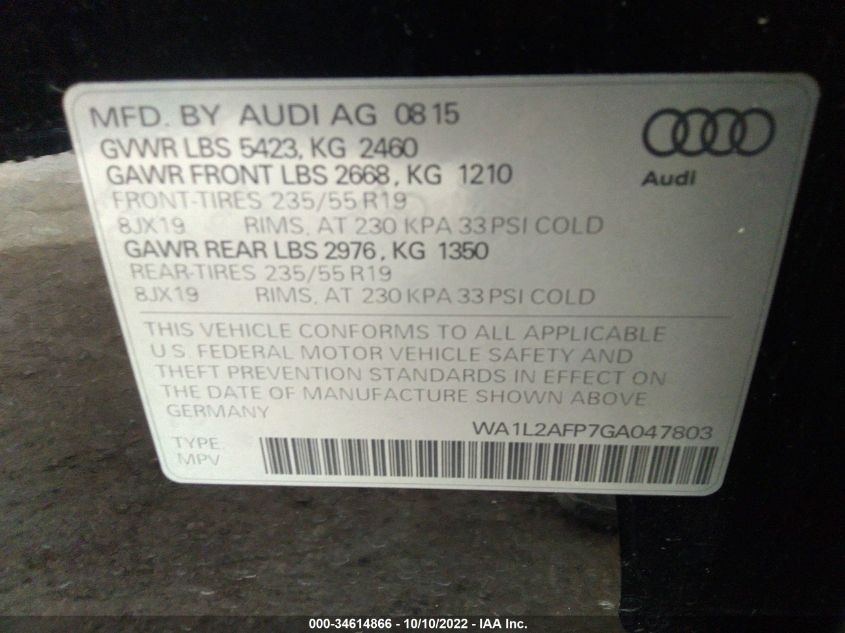 MFD. BY AUDI AG 08 15
GVWR LBS 5423, KG 2460
GAWR FRONT LBS 2668, KG 1210
FRONT-TIRES 235/55 R19
8JX19 RIMS, AT 230 KPA 33 PSI COLD
GAWR REAR LBS 2976, KG 1350
REAR-TIRES 235/55 R19
8JX19 RIMS, AT 230 KPA 33 PSI COLD
Audi
THIS VEHICLE CONFORMS TO ALL APPLICABLE
U.S. FEDERAL MOTOR VEHICLE SAFETY AND
THEFT PREVENTION STANDARDS IN EFFECT ON
THE DATE OF MANUFACTURE SHOWN ABOVE
GERMANY
WA1L2AFP7GA047803
TYPE:
MPV
000-34614866 - 10/10/2022 - IAA Inc.